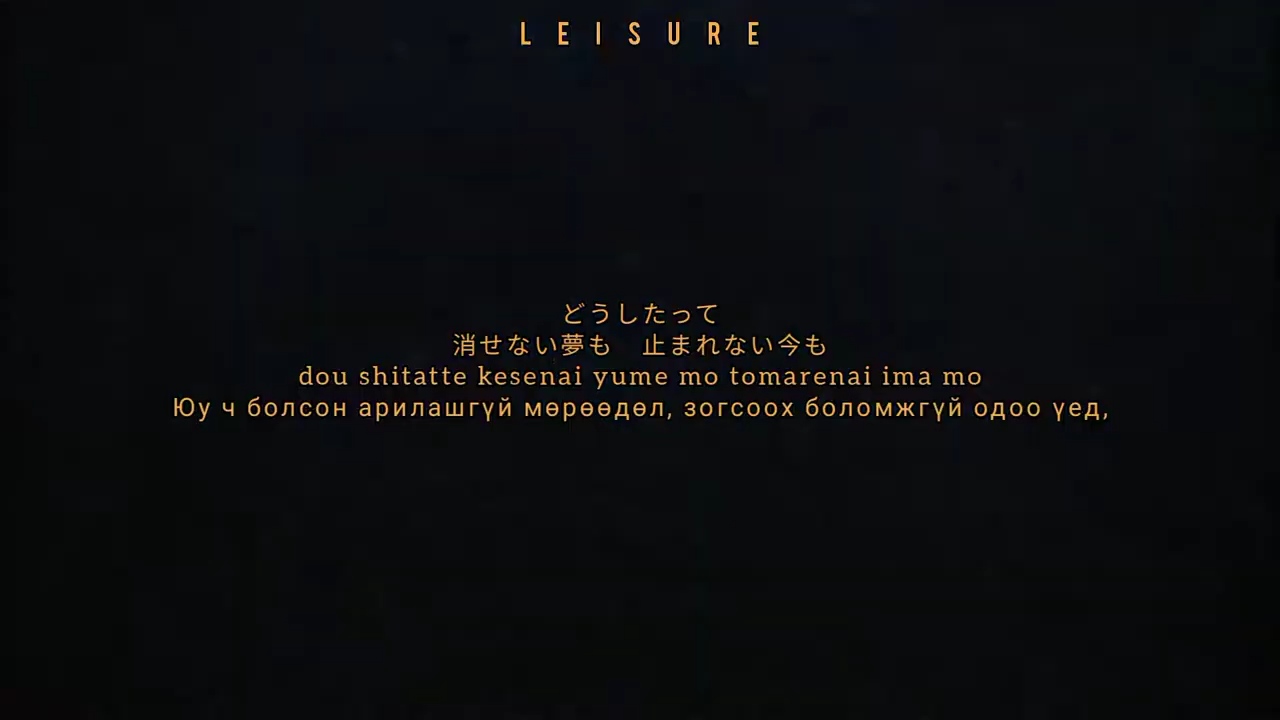 LEISURE
どうしたって
消せない夢も　止まれない今も
dou shitatte kesenai yume mo tomarenai ima mo
Юу ч болсон арилашгүй мөрөөдөл, зогсоох боломжгүй одоо үед,